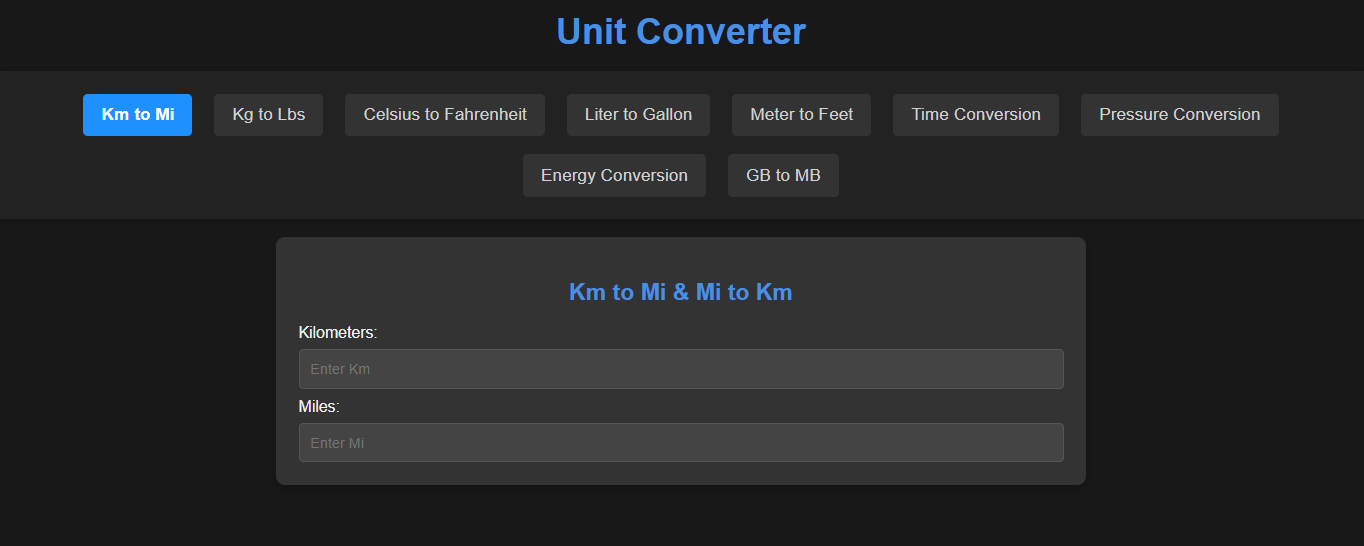 Unit Converter
Km to Mi Kg to Lbs Celsius to Fahrenheit Liter to Gallon Meter to Feet Time Conversion Pressure Conversion
Energy Conversion GB to MB
Km to Mi & Mi to Km
Kilometers:
Enter Km
Miles:
Enter Mi